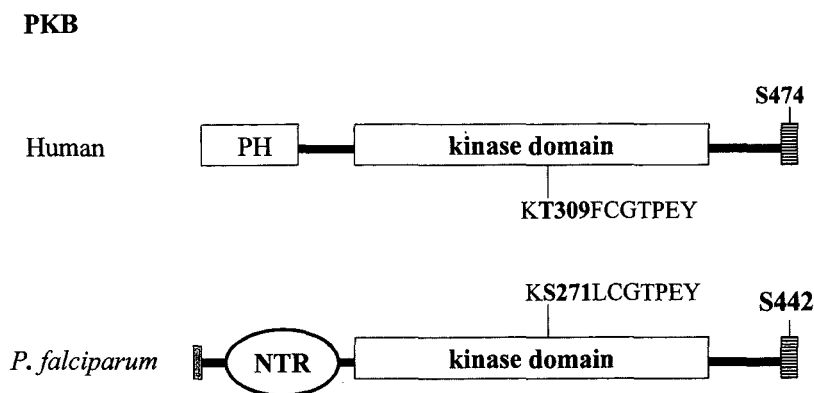 PKB
S474
Human
PH
kinase domain
KT309FCGTPEY
KS271LCGTPEY
S442
P. falciparum
NTR
kinase domain